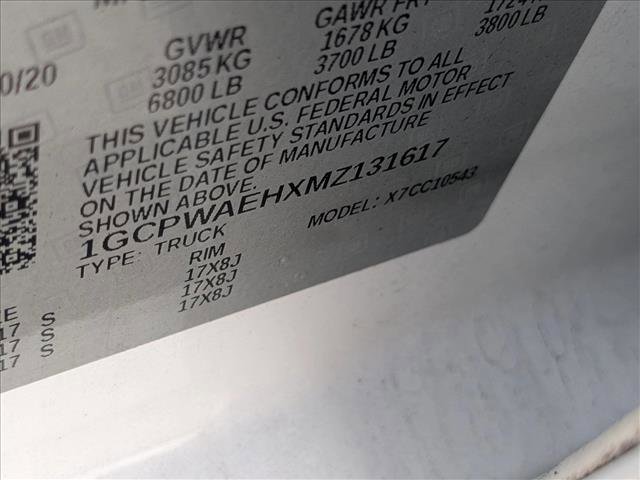 0/20
GVWR
GAWR FRT
3085 KG
1678 KG
6800 LB
3700 LB
3800 LB
THIS VEHICLE CONFORMS TO ALL
APPLICABLE U.S. FEDERAL MOTOR
VEHICLE SAFETY STANDARDS IN EFFECT
ON THE DATE OF MANUFACTURE
SHOWN ABOVE.
1GCPWAEHXMZ131617
TYPE: TRUCK
MODEL: X7CC10543
RIM
17X8J
17X8J
17X8J
17 S
17 S
17 S